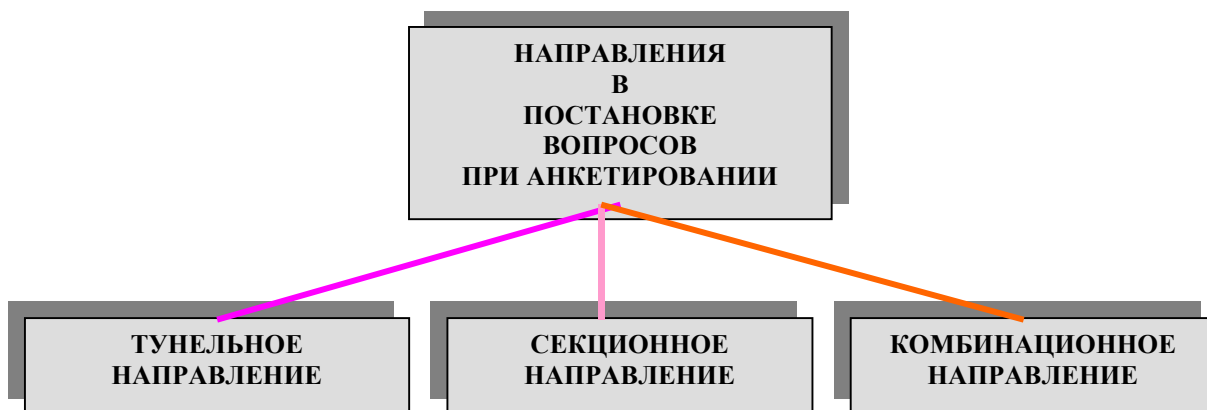 НАПРАВЛЕНИЯ
В
ПОСТАНОВКЕ
ВОПРОСОВ
ПРИ АНКЕТИРОВАНИИ
ТУНЕЛЬНОЕ
НАПРАВЛЕНИЕ
СЕКЦИОННОЕ
НАПРАВЛЕНИЕ
КОМБИНАЦИОННОЕ
НАПРАВЛЕНИЕ